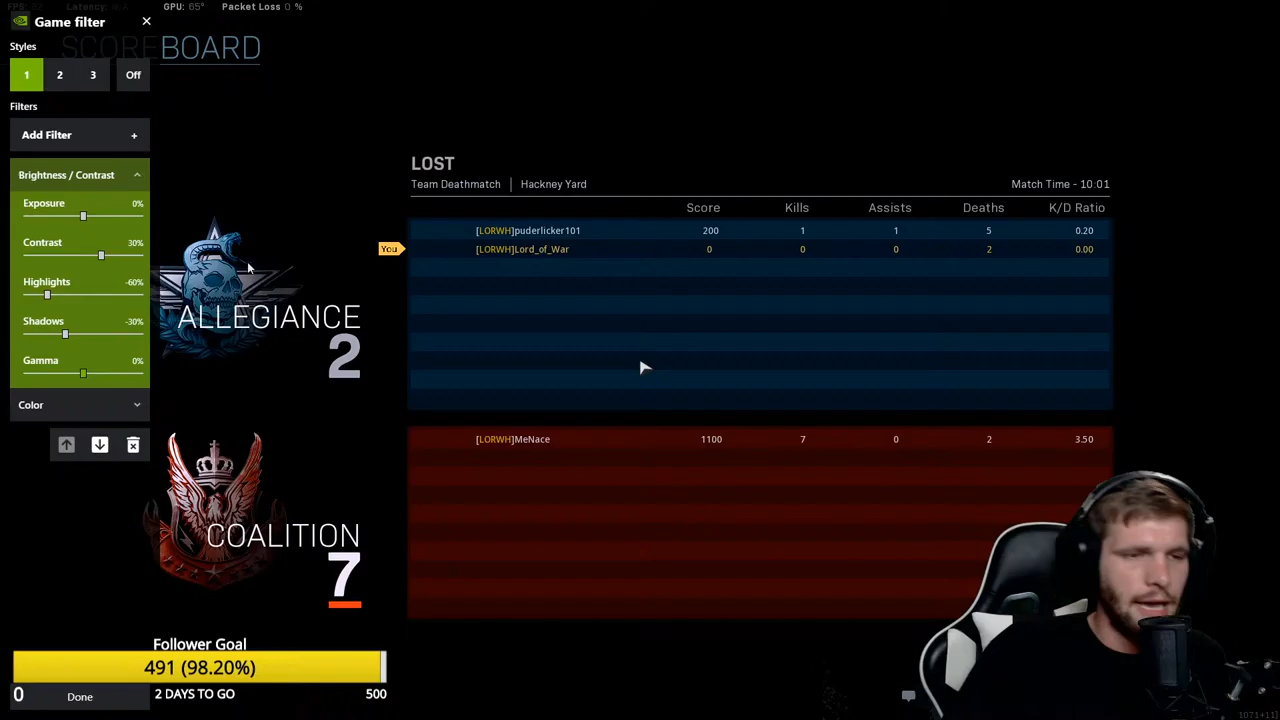 GPU: 65° Packet Loss 0 %
Game filter
SCOREBOARD
Styles
1 2 3 Off
Filters
Add Filter +
Brightness / Contrast
Exposure 0%
Contrast 30%
Highlights -60%
Shadows -30%
Gamma 0%
Color
Done
ALLEGIANCE
2
COALITION
7
LOST
Team Deathmatch | Hackney Yard Match Time - 10:01
Score Kills Assists Deaths K/D Ratio
[LORWH]puderlicker101 200 1 1 5 0.20
You [LORWH]Lord_of_War 0 0 0 2 0.00
[LORWH]MeNace 1100 7 0 2 3.50
Follower Goal
491 (98.20%)
0 2 DAYS TO GO 500